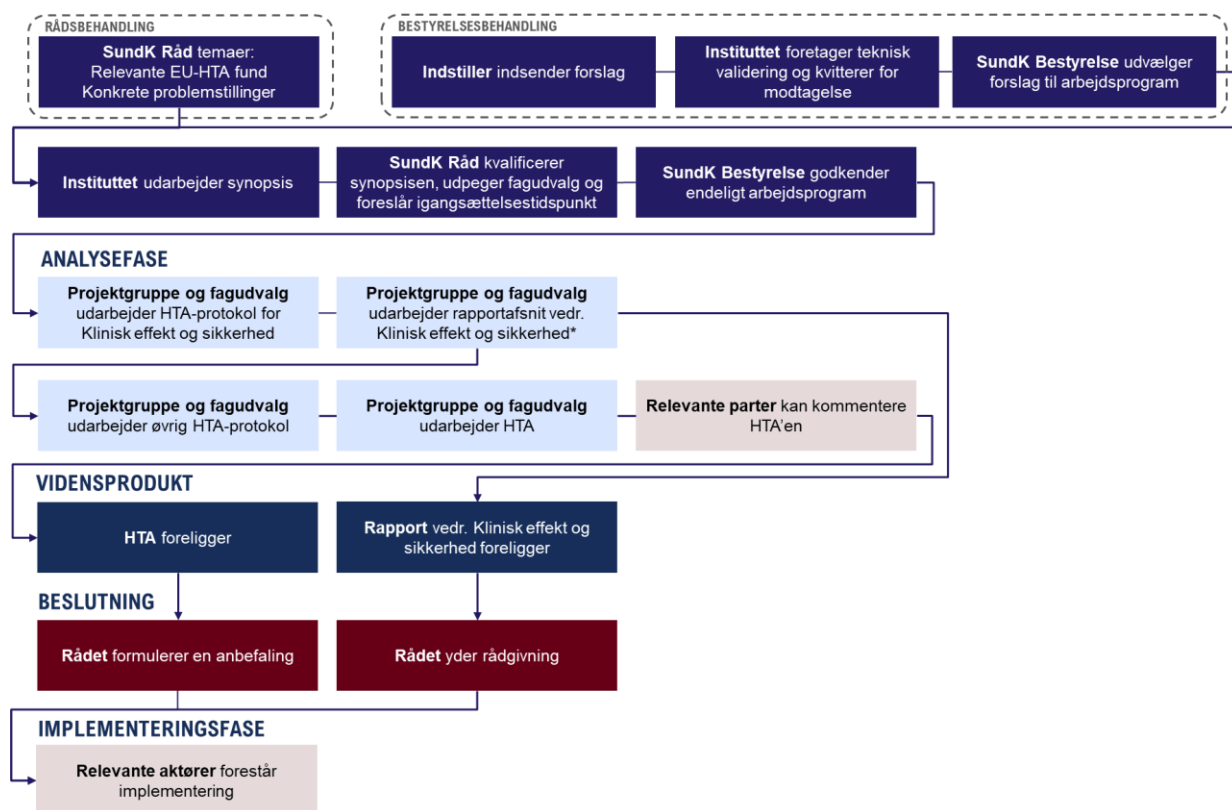 RÅDSBEHANDLING
SundK Råd temaer:
Relevante EU-HTA fund
Konkrete problemstillinger
BESTYRELSESBEHANDLING
Indstiller indsender forslag
Instituttet foretager teknisk
validering og kvitterer for
modtagelse
SundK Bestyrelse udvælger
forslag til arbejdsprogram
Instituttet udarbejder synopsis
SundK Råd kvalificerer
synopsisen, udpeger fagudvalg og
foreslår igangsættelsestidspunkt
SundK Bestyrelse godkender
endeligt arbejdsprogram
ANALYSEFASE
Projektgruppe og fagudvalg
udarbejder HTA-protokol for
Klinisk effekt og sikkerhed
Projektgruppe og fagudvalg
udarbejder rapportafsnit vedr.
Klinisk effekt og sikkerhed*
Projektgruppe og fagudvalg
udarbejder øvrig HTA-protokol
Projektgruppe og fagudvalg
udarbejder HTA
Relevante parter kan kommentere
HTA'en
VIDENSPRODUKT
HTA foreligger
Rapport vedr. Klinisk effekt og
sikkerhed foreligger
BESLUTNING
Rådet formulerer en anbefaling
Rådet yder rådgivning
IMPLEMENTERINGSFASE
Relevante aktører forestår
implementering